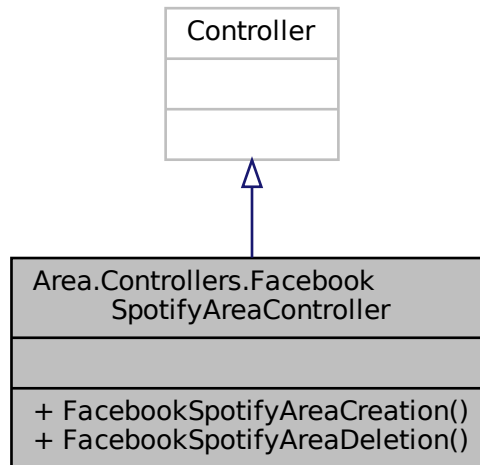 Controller
Area.Controllers.Facebook
SpotifyAreaController
+ FacebookSpotifyAreaCreation()
+ FacebookSpotifyAreaDeletion()